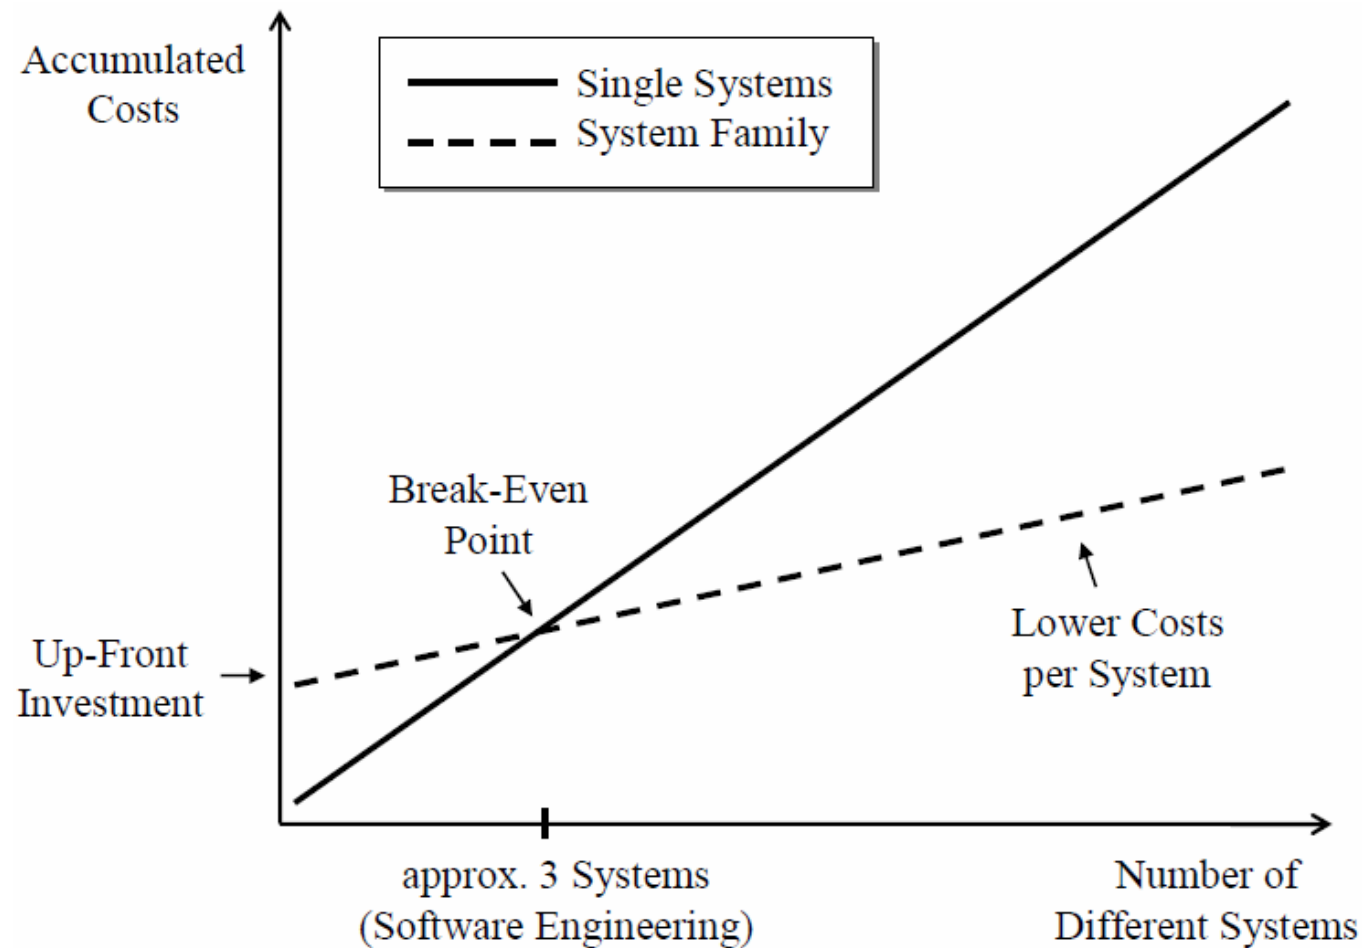 Accumulated
Costs
Single Systems
System Family
Break-Even
Point
Up-Front
Investment
Lower Costs
per System
approx. 3 Systems
(Software Engineering)
Number of
Different Systems